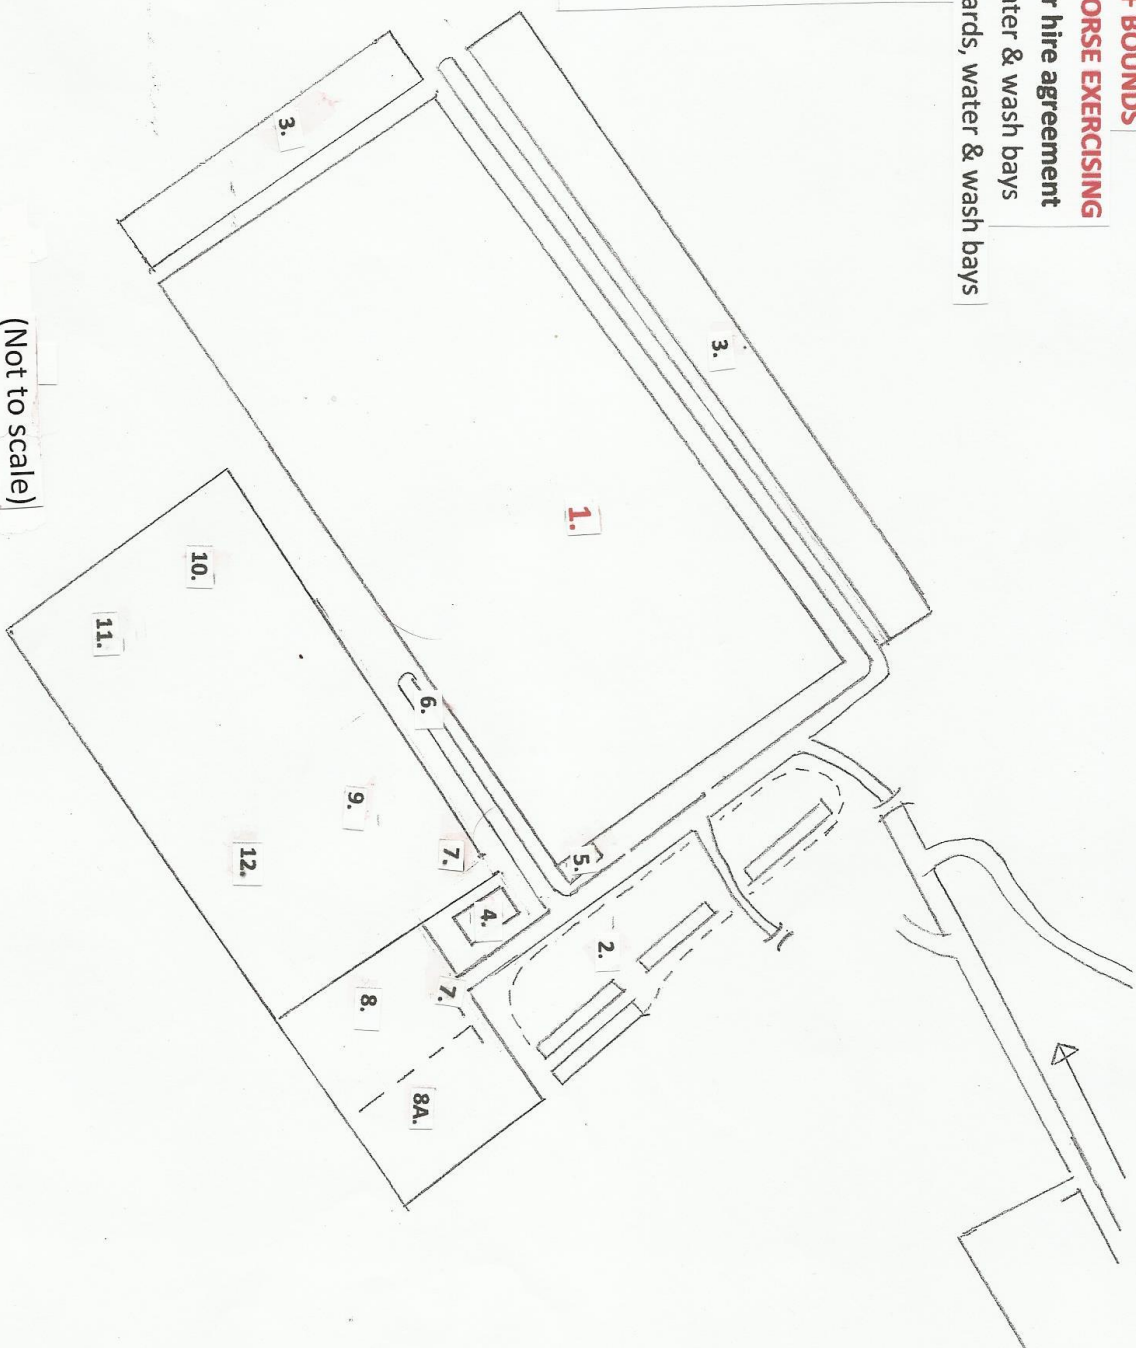 BOUNDS
ORSE EXERCISING
r hire agreement
ter & wash bays
ards, water & wash bays
3.
2.
1.
5.
4.
7.
7.
6.
8A.
8.
9.
3.
12.
10.
11.
(Not to scale)